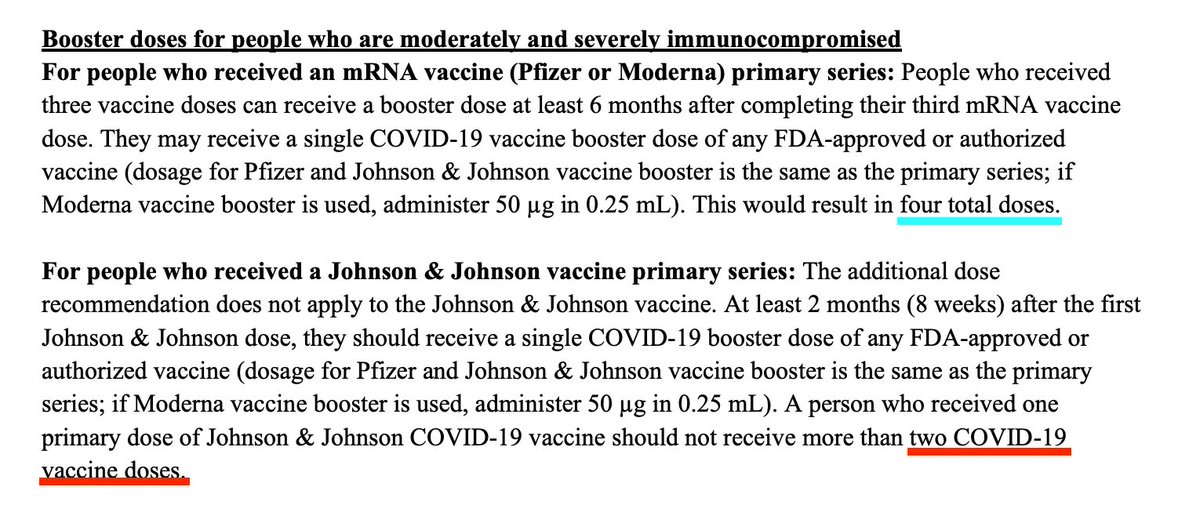 Booster doses for people who are moderately and severely immunocompromised
For people who received an mRNA vaccine (Pfizer or Moderna) primary series: People who received
three vaccine doses can receive a booster dose at least 6 months after completing their third mRNA vaccine
dose. They may receive a single COVID-19 vaccine booster dose of any FDA-approved or authorized
vaccine (dosage for Pfizer and Johnson & Johnson vaccine booster is the same as the primary series; if
Moderna vaccine booster is used, administer 50 µg in 0.25 mL). This would result in four total doses.
For people who received a Johnson & Johnson vaccine primary series: The additional dose
recommendation does not apply to the Johnson & Johnson vaccine. At least 2 months (8 weeks) after the first
Johnson & Johnson dose, they should receive a single COVID-19 booster dose of any FDA-approved or
authorized vaccine (dosage for Pfizer and Johnson & Johnson vaccine booster is the same as the primary
series; if Moderna vaccine booster is used, administer 50 µg in 0.25 mL). A person who received one
primary dose of Johnson & Johnson COVID-19 vaccine should not receive more than two COVID-19
vaccine doses.